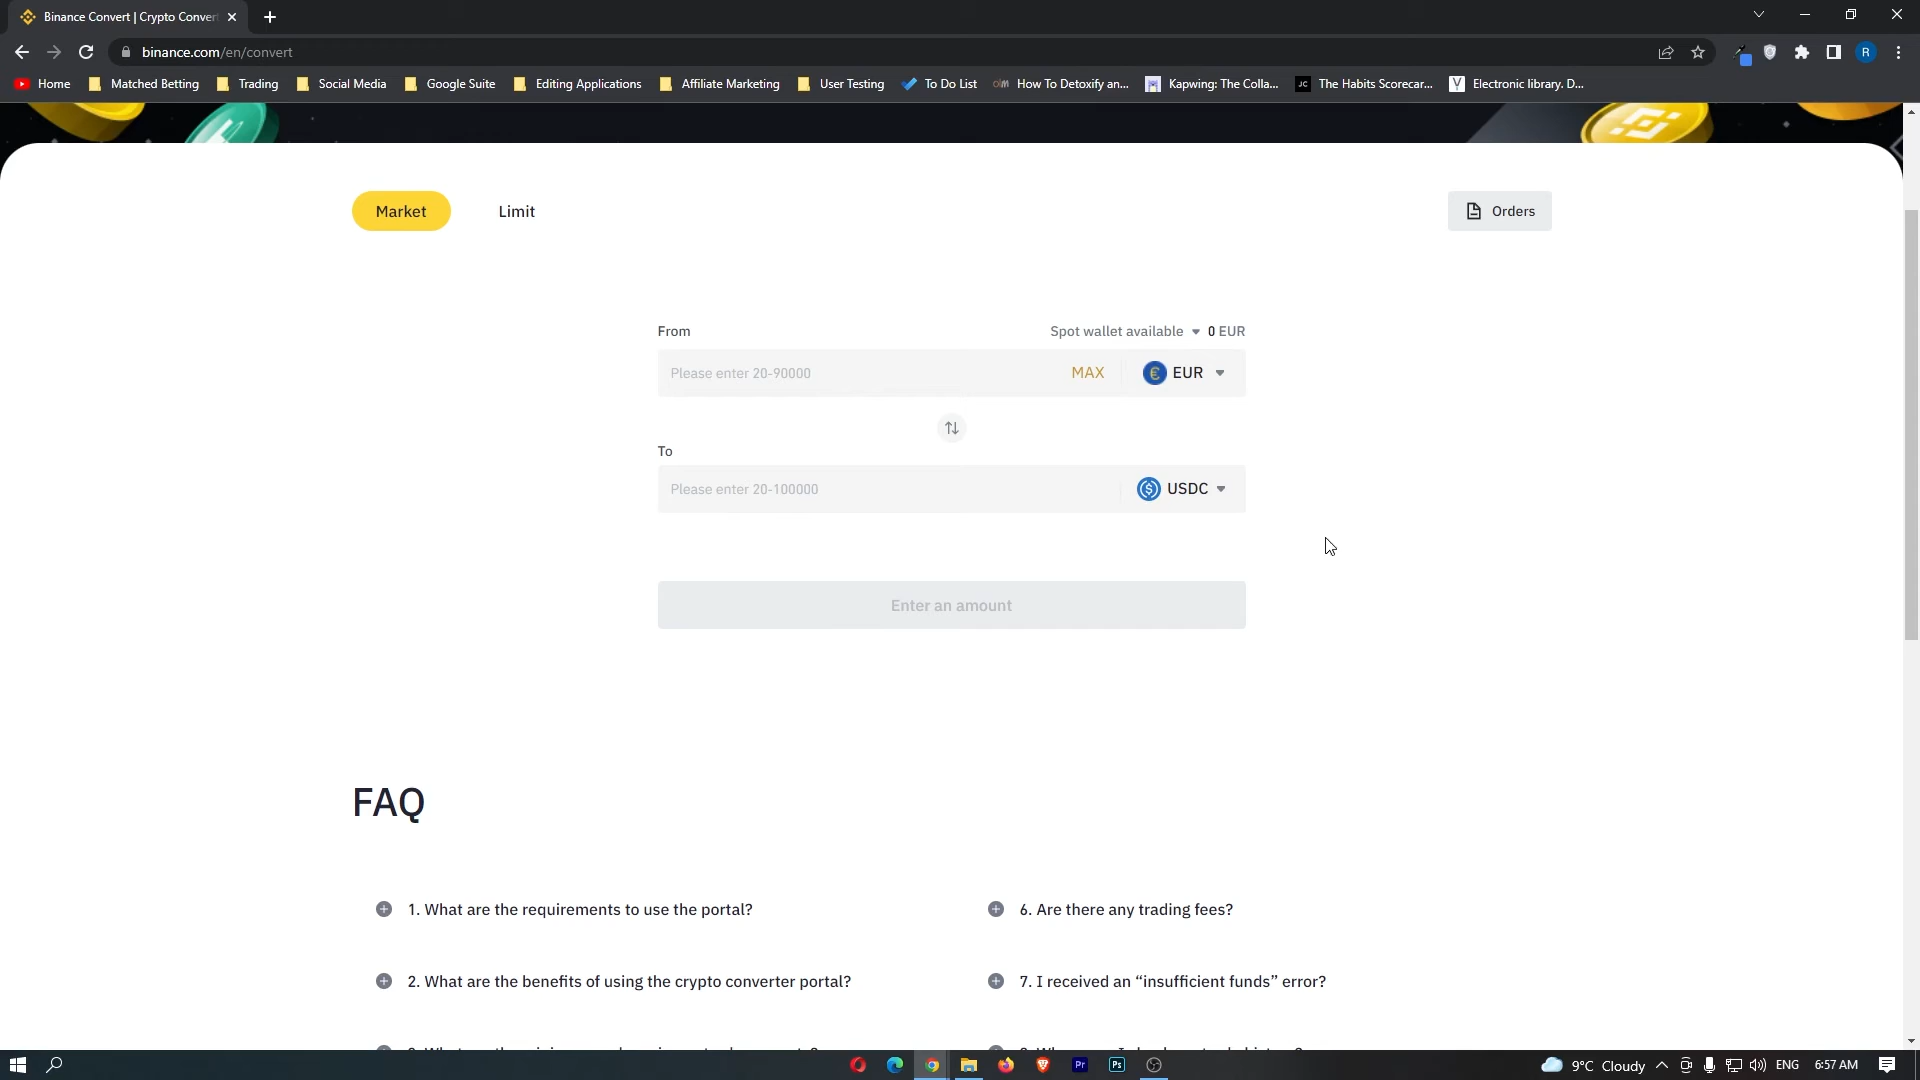 Binance Convert | Crypto Conver
binance.com/en/convert
R
Home Matched Betting Trading Social Media Google Suite Editing Applications Affiliate Marketing User Testing To Do List How To Detoxify an... Kapwing: The Colla... JC The Habits Scorecar... Electronic library. D...
Market Limit Orders
From Spot wallet available 0 EUR
Please enter 20-90000 MAX EUR
To
Please enter 20-100000 USDC
Enter an amount
FAQ
1. What are the requirements to use the portal?
6. Are there any trading fees?
2. What are the benefits of using the crypto converter portal?
7. I received an “insufficient funds” error?
9°C Cloudy ENG 6:57 AM